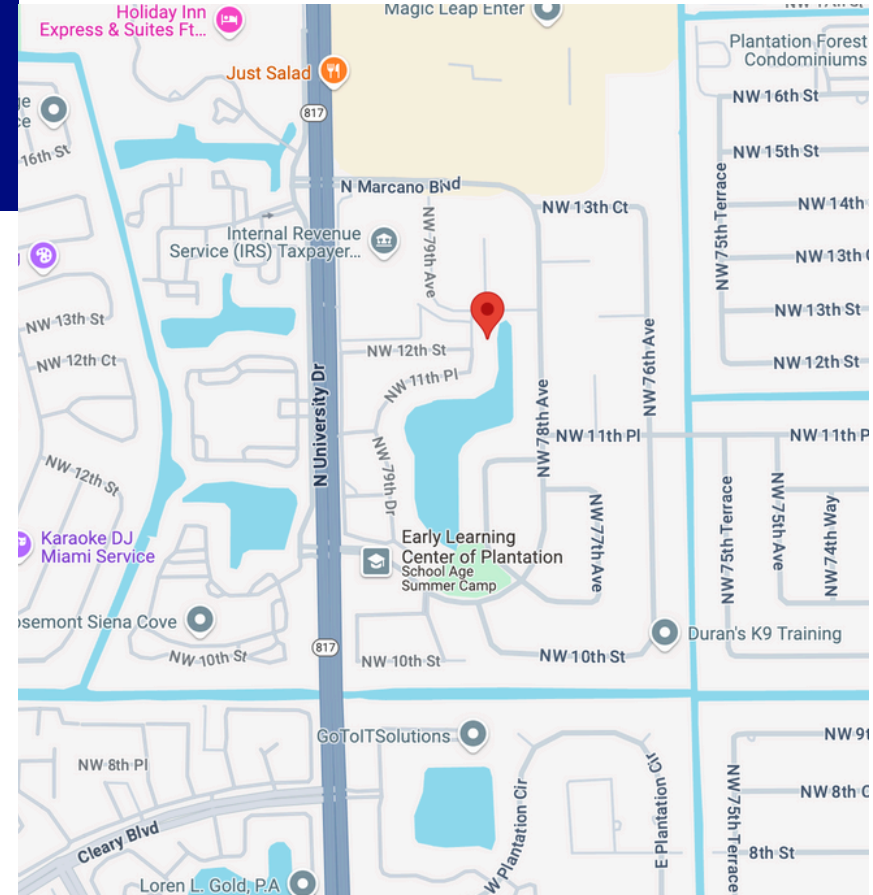 Holiday Inn
Express & Suites Ft...
Magic Leap Enter
Just Salad
817
Plantation Forest
Condominiums
NW 16th St
16th St
NW 15th St
N Marcano Blvd
NW 13th Ct
NW 75th Terrace
NW 14th
Internal Revenue
Service (IRS) Taxpayer...
NW 79th Ave
NW 13th
NW 13th St
NW 13th St
NW 12th Ct
NW 12th St
NW 76th Ave
NW 12th St
NW 11th Pl
N University Dr
NW 78th Ave
NW 11th Pl
NW 11th P
NW 12th St
NW 79th Dr
NW 77th Ave
NW 75th Terrace
NW 75th Ave
NW 74th Way
Karaoke DJ
Miami Service
Early Learning
Center of Plantation
School Age
Summer Camp
osemont Siena Cove
Duran's K9 Training
817
NW 10th St
NW 10th St
NW 10th St
GoToITSolutions
NW 9t
NW 8th Pl
E Plantation Cir
NW 75th Terrace
NW 8th C
W Plantation Cir
Cleary Blvd
8th St
Loren L. Gold, P.A